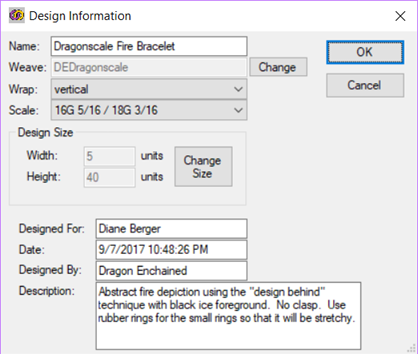 Design Information
Name: Dragonscale Fire Bracelet
OK
Weave: DEDragonscale Change
Cancel
Wrap: vertical
Scale: 16G 5/16 / 18G 3/16
Design Size
Width: 5 units
Change
Size
Height: 40 units
Designed For: Diane Berger
Date: 9/7/2017 10:48:26 PM
Designed By: Dragon Enchained
Description: Abstract fire depiction using the "design behind"
technique with black ice foreground. No clasp. Use
rubber rings for the small rings so that it will be stretchy.